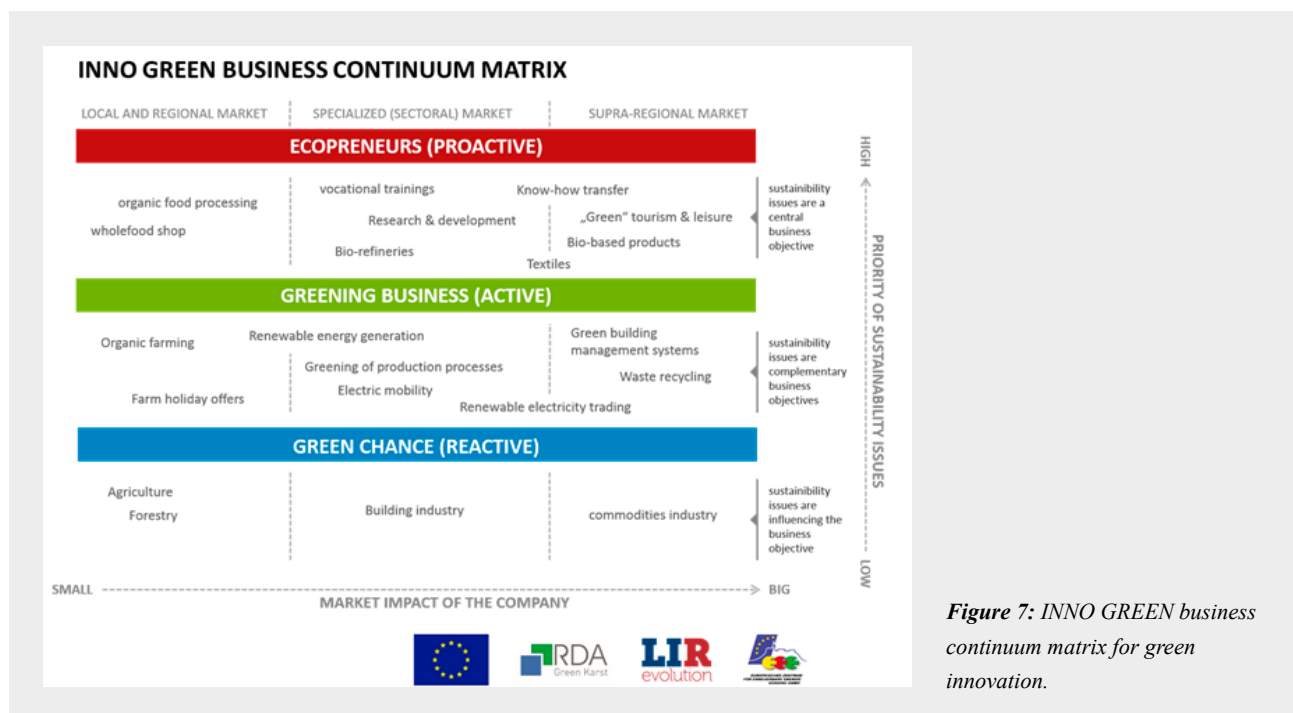 INNO GREEN BUSINESS CONTINUUM MATRIX
LOCAL AND REGIONAL MARKET
SPECIALIZED (SECTORAL) MARKET
SUPRA-REGIONAL MARKET
ECOPRENEURS (PROACTIVE)
organic food processing
wholefood shop
vocational trainings
Research & development
Bio-refineries
Know-how transfer
„Green” tourism & leisure
Bio-based products
Textiles
sustainibility
issues are a
central
business
objective
GREENING BUSINESS (ACTIVE)
Organic farming
Renewable energy generation
Farm holiday offers
Greening of production processes
Electric mobility
Renewable electricity trading
Green building
management systems
Waste recycling
sustainibility
issues are
complementary
business
objectives
GREEN CHANCE (REACTIVE)
Agriculture
Forestry
Building industry
commodities industry
sustainibility
issues are
influencing the
business
objective
HIGH
PRIORITY OF SUSTAINABILITY ISSUES
LOW
SMALL
BIG
MARKET IMPACT OF THE COMPANY
RDA
Green Karst
LIR
evolution
Figure 7: INNO GREEN business
continuum matrix for green
innovation.